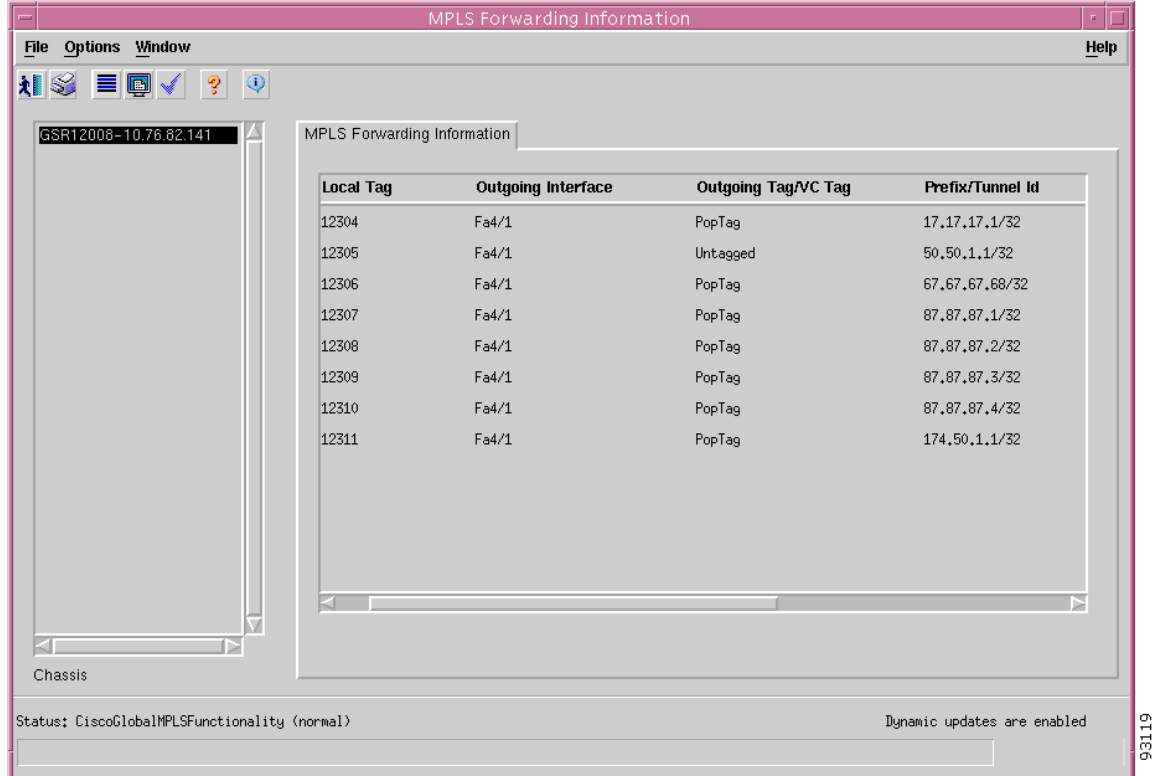 MPLS Forwarding Information
File Options Window Help
GSR12008-10.76.82.141
MPLS Forwarding Information
Local Tag Outgoing Interface Outgoing Tag/VC Tag Prefix/Tunnel Id
12304 Fa4/1 PopTag 17.17.17.1/32
12305 Fa4/1 Untagged 50.50.1.1/32
12306 Fa4/1 PopTag 67.67.67.68/32
12307 Fa4/1 PopTag 87.87.87.1/32
12308 Fa4/1 PopTag 87.87.87.2/32
12309 Fa4/1 PopTag 87.87.87.3/32
12310 Fa4/1 PopTag 87.87.87.4/32
12311 Fa4/1 PopTag 174.50.1.1/32
Chassis
Status: CiscoGlobalMPLSFunctionality (normal) Dynamic updates are enabled
93119